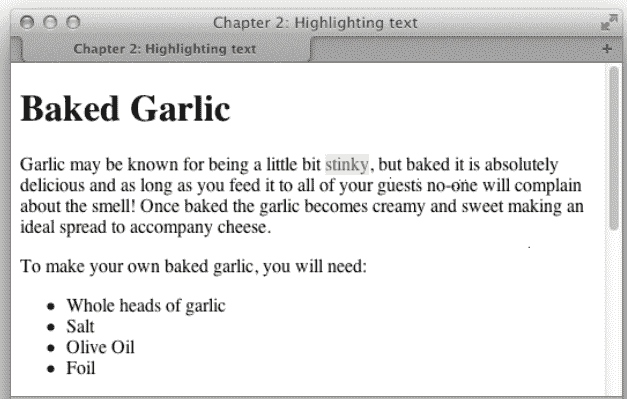 Chapter 2: Highlighting text
Chapter 2: Highlighting text
Baked Garlic
Garlic may be known for being a little bit stinky, but baked it is absolutely
delicious and as long as you feed it to all of your guests no-one will complain
about the smell! Once baked the garlic becomes creamy and sweet making an
ideal spread to accompany cheese.
To make your own baked garlic, you will need:
• Whole heads of garlic
• Salt
• Olive Oil
• Foil